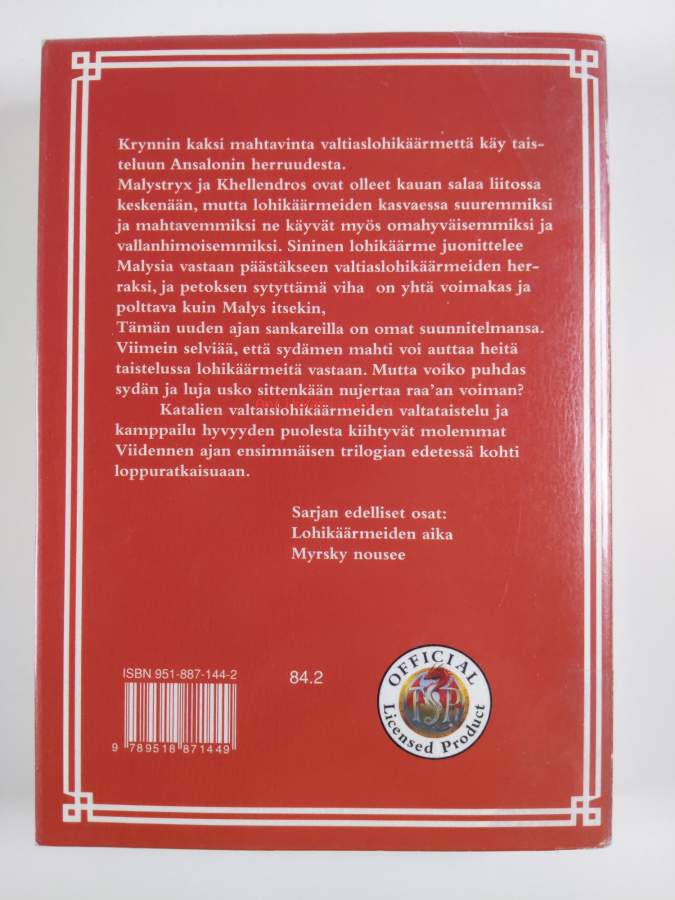 Krynnin kaksi mahtavinta valtiaslohikäärmettä käy tais-
teluun Ansalonin herruudesta.
Malystryx ja Khellendros ovat olleet kauan salaa liitossa
keskenään, mutta lohikäärmeiden kasvaessa suuremmiksi
ja mahtavemmiksi ne käyvät myös omahyväisemmiksi ja
vallanhimoisemmiksi. Sininen lohikäärme juonittelee
Malysia vastaan päästäkseen valtiaslohikäärmeiden her-
raksi, ja petoksen sytyttämä viha on yhtä voimakas ja
polttava kuin Malys itsekin,
Tämän uuden ajan sankareilla on omat suunnitelmansa.
Viimein selviää, että sydämen mahti voi auttaa heitä
taistelussa lohikäärmeitä vastaan. Mutta voiko puhdas
sydän ja luja usko sittenkään nujertaa raa'an voiman?
Katalien valtaislohikäärmeiden valtataistelu ja
kamppailu hyvyyden puolesta kiihtyvät molemmat
Viidennen ajan ensimmäisen trilogian edetessä kohti
loppuratkaisuaan.
Sarjan edelliset osat:
Lohikäärmeiden aika
Myrsky nousee
ISBN 951-887-144-2
84.2
9 789518 871449
OFFICIAL
TSR
Licensed Product